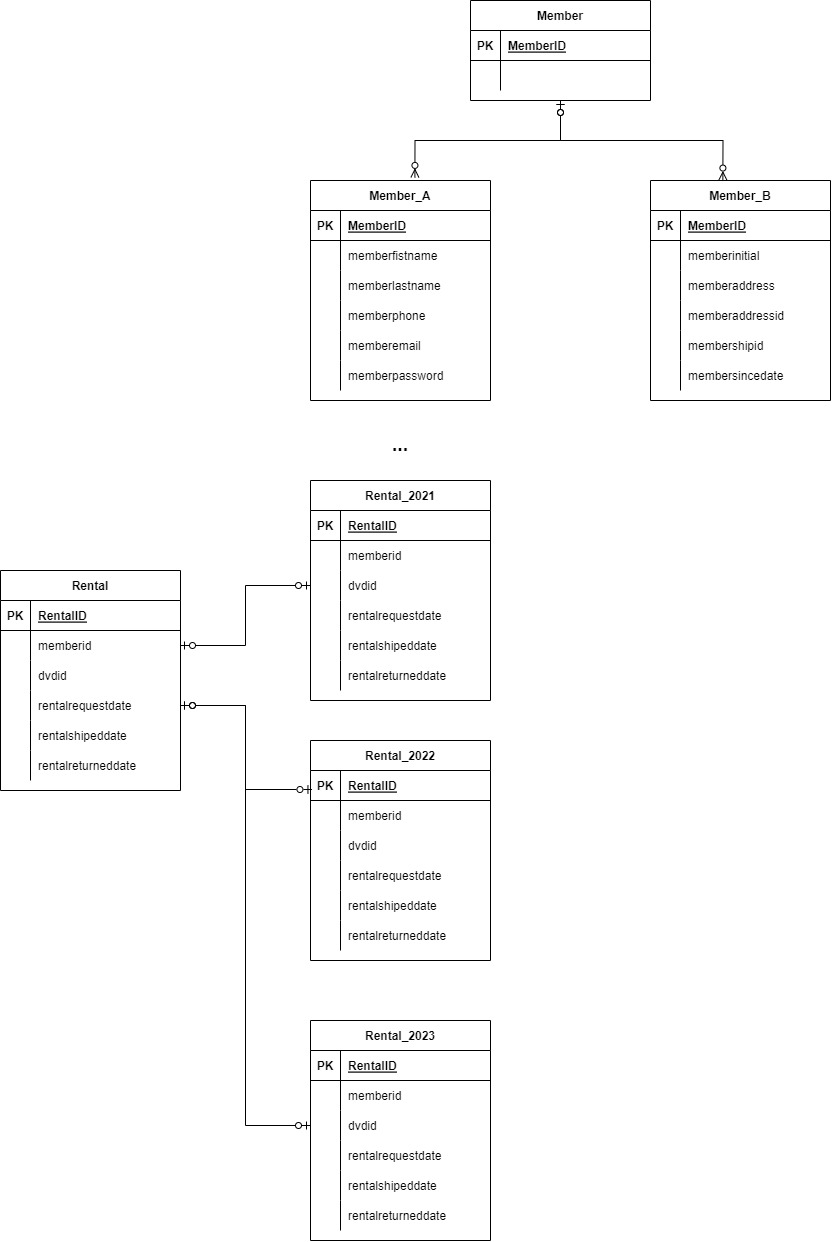 Member
PK MemberID
Member_A
PK MemberID
memberfistname
memberlastname
memberphone
memberemail
memberpassword
Member_B
PK MemberID
memberinitial
memberaddress
memberaddressid
membershipid
membersincedate
...
Rental_2021
PK RentalID
memberid
dvdid
rentalrequestdate
rentalshipeddate
rentalreturneddate
Rental
PK RentalID
memberid
dvdid
rentalrequestdate
rentalshipeddate
rentalreturneddate
Rental_2022
PK RentalID
memberid
dvdid
rentalrequestdate
rentalshipeddate
rentalreturneddate
Rental_2023
PK RentalID
memberid
dvdid
rentalrequestdate
rentalshipeddate
rentalreturneddate